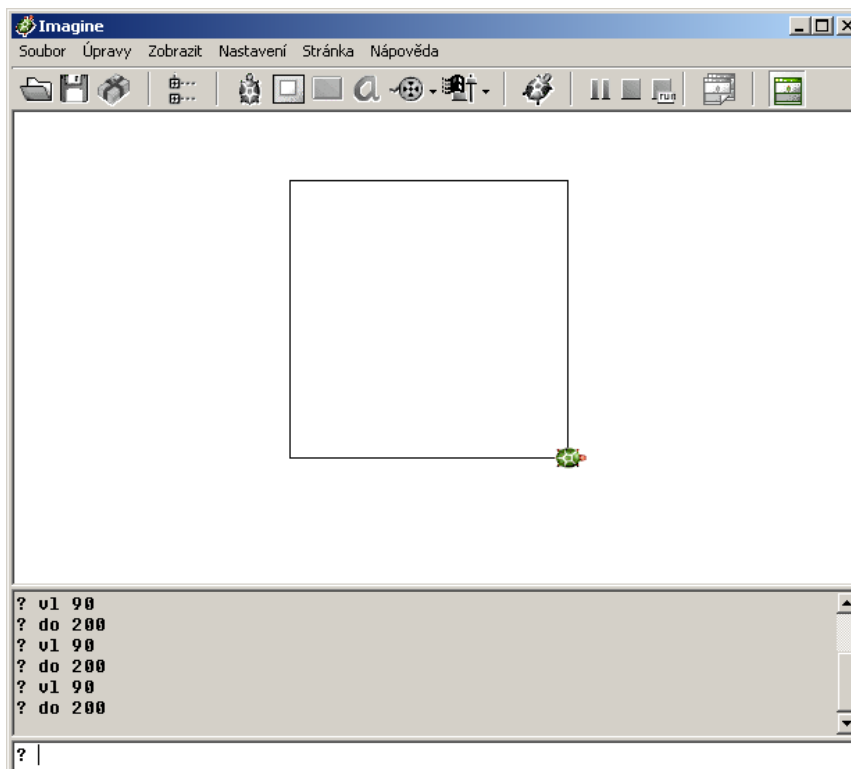 Imagine
Soubor Úpravy Zobrazit Nastavení Stránka Nápověda
a
run
? vl 90
? do 200
? vl 90
? do 200
? vl 90
? do 200
?